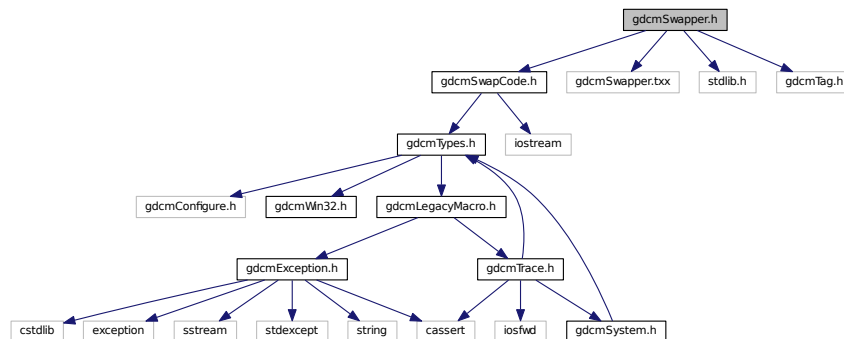 gdcmSwapper.h
gdcmSwapCode.h
gdcmSwapper.txx
stdlib.h
gdcmTag.h
gdcmTypes.h
iostream
gdcmConfigure.h
gdcmWin32.h
gdcmLegacyMacro.h
gdcmException.h
gdcmTrace.h
cstdlib
exception
sstream
stdexcept
string
cassert
iosfwd
gdcmSystem.h